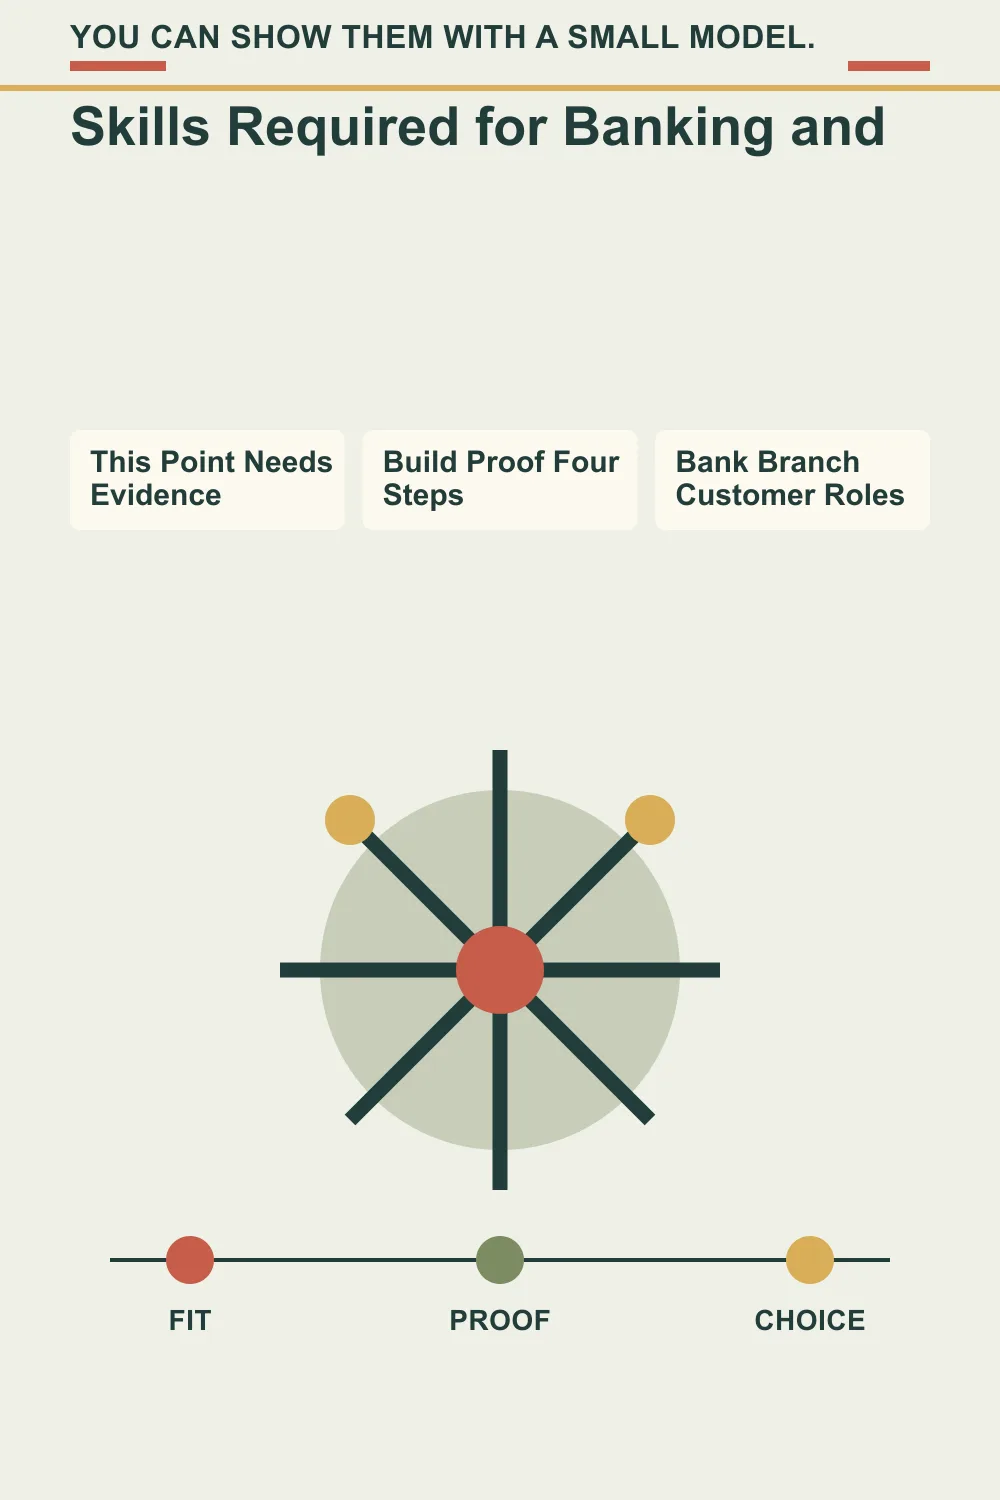 YOU CAN SHOW THEM WITH A SMALL MODEL.
Skills Required for Banking and
This Point Needs
Evidence
Build Proof Four
Steps
Bank Branch
Customer Roles
FIT
PROOF
CHOICE